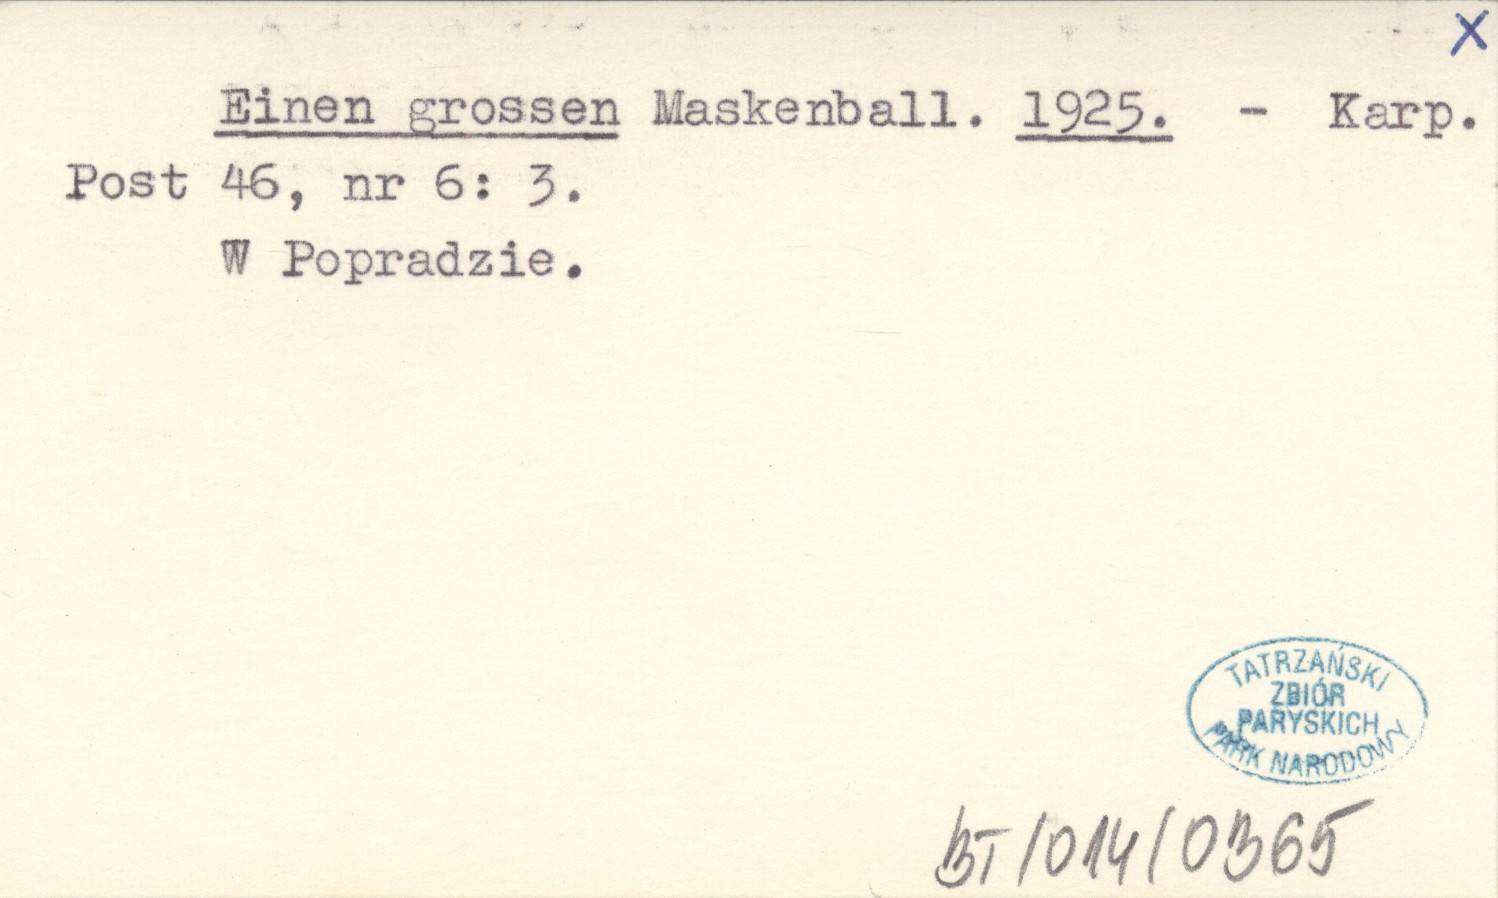 X
Einen grossen Maskenball. 1925. - Karp.
Post 46, nr 6: 3.
W Popradzie.
TATRZAŃSKI
ZBIÓR
PARYSKICH
PARK NARODOWY
BT/014/0365